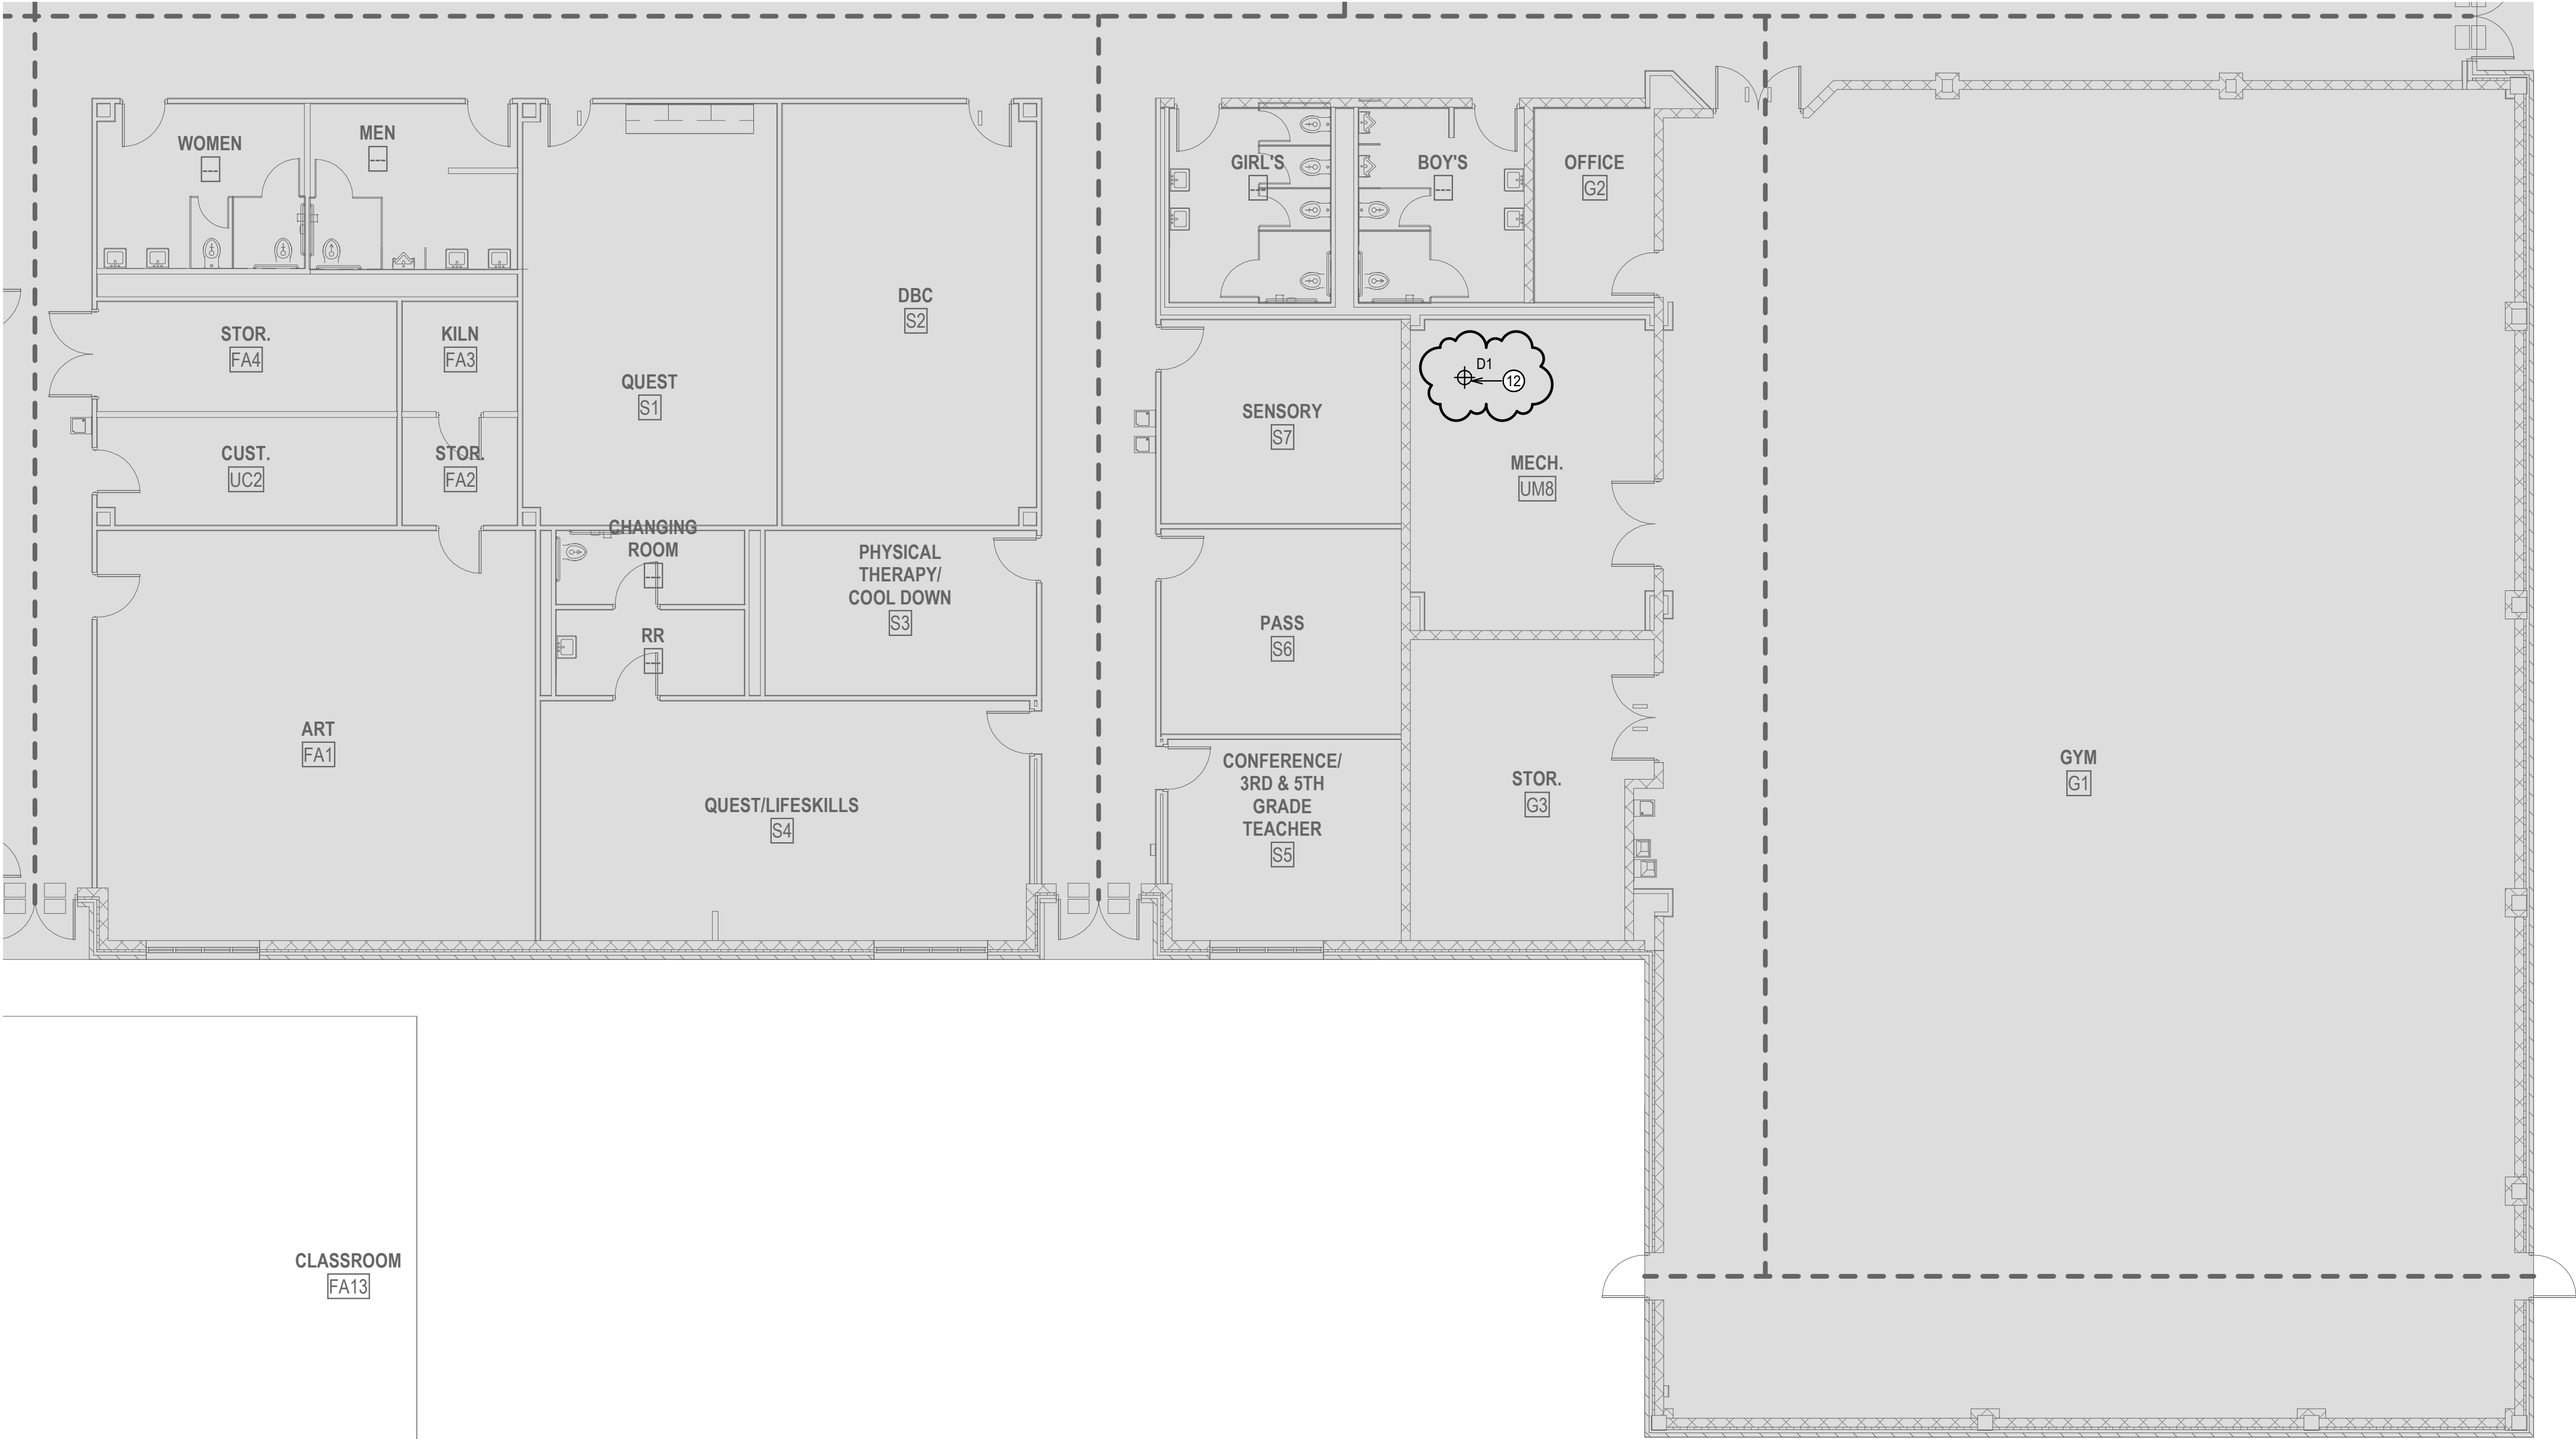 WOMEN
---
MEN
---
GIRL'S
---
BOY'S
---
OFFICE
G2
STOR.
FA4
KILN
FA3
QUEST
S1
DBC
S2
SENSORY
S7
D1
12
MECH.
UM8
CUST.
UC2
STOR.
FA2
CHANGING
ROOM
---
PHYSICAL
THERAPY/
COOL DOWN
S3
RR
---
PASS
S6
ART
FA1
QUEST/LIFESKILLS
S4
CONFERENCE/
3RD & 5TH
GRADE
TEACHER
S5
STOR.
G3
GYM
G1
CLASSROOM
FA13